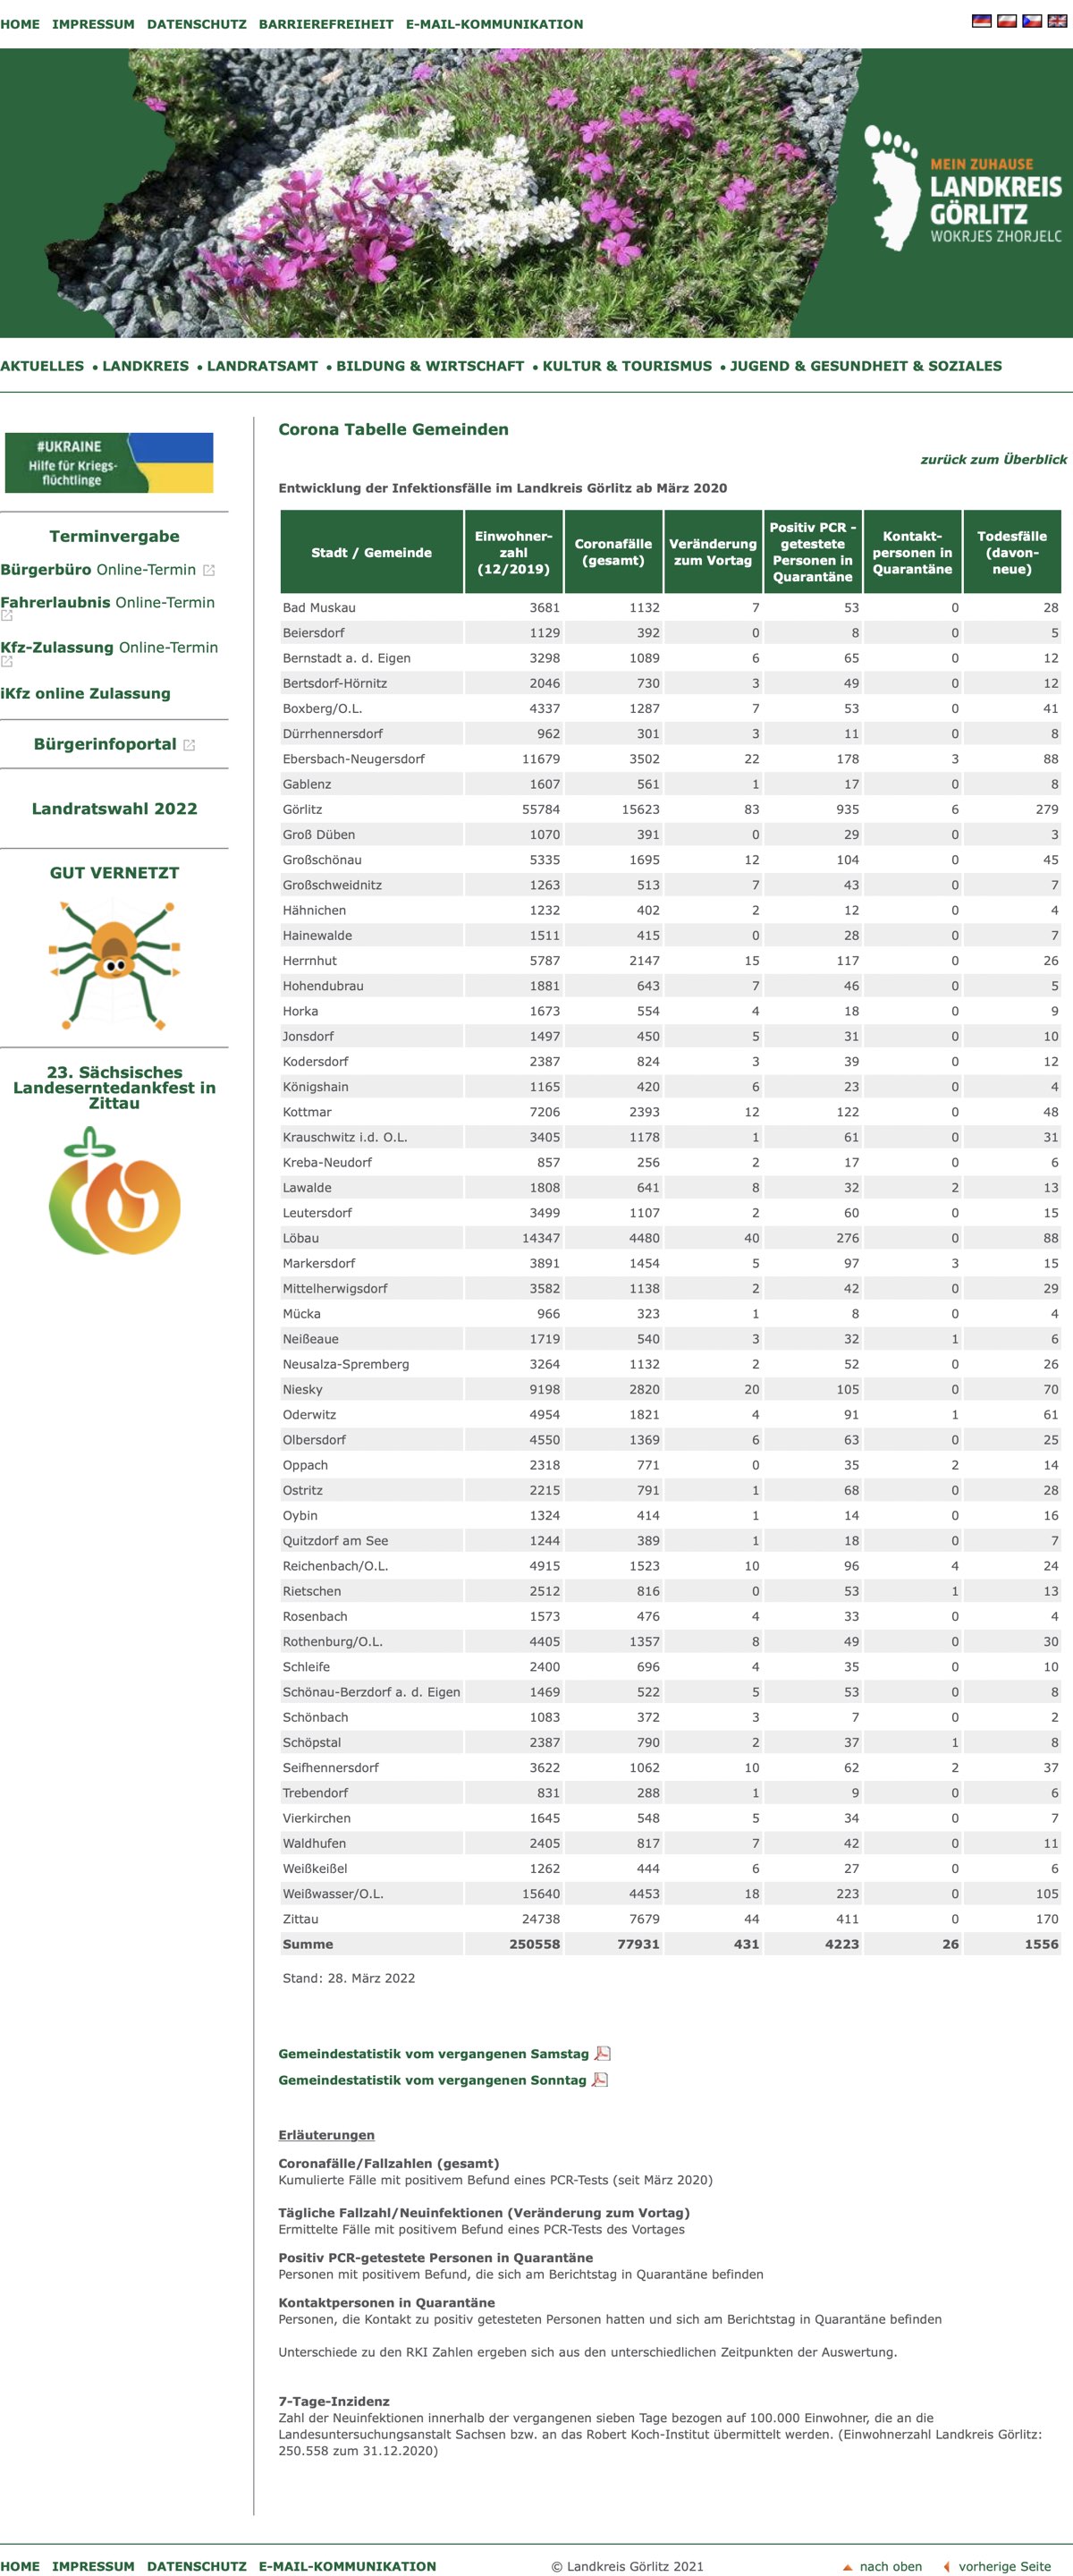 HOME IMPRESSUM DATENSCHUTZ BARRIEREFREIHEIT E-MAIL-KOMMUNIKATION
MEIN ZUHAUSE
LANDKREIS
GÖRLITZ
WOKRJES ZHORJELC
AKTUELLES • LANDKREIS • LANDRATSAMT • BILDUNG & WIRTSCHAFT • KULTUR & TOURISMUS • JUGEND & GESUNDHEIT & SOZIALES
#UKRAINE
Hilfe für Kriegs-
flüchtlinge
Terminvergabe
Bürgerbüro Online-Termin
Fahrerlaubnis Online-Termin
Kfz-Zulassung Online-Termin
iKfz online Zulassung
Bürgerinfoportal
Landratswahl 2022
GUT VERNETZT
23. Sächsisches
Landeserntedankfest in
Zittau
Corona Tabelle Gemeinden
zurück zum Überblick
Entwicklung der Infektionsfälle im Landkreis Görlitz ab März 2020
Stadt / Gemeinde Einwohner-zahl (12/2019) Coronafälle (gesamt) Veränderung zum Vortag Positiv PCR - getestete Personen in Quarantäne Kontakt-personen in Quarantäne Todesfälle (davon-neue)
Bad Muskau 3681 1132 7 53 0 28
Beiersdorf 1129 392 0 8 0 5
Bernstadt a. d. Eigen 3298 1089 6 65 0 12
Bertsdorf-Hörnitz 2046 730 3 49 0 12
Boxberg/O.L. 4337 1287 7 53 0 41
Dürrhennersdorf 962 301 3 11 0 8
Ebersbach-Neugersdorf 11679 3502 22 178 3 88
Gablenz 1607 561 1 17 0 8
Görlitz 55784 15623 83 935 6 279
Groß Düben 1070 391 0 29 0 3
Großschönau 5335 1695 12 104 0 45
Großschweidnitz 1263 513 7 43 0 7
Hähnichen 1232 402 2 12 0 4
Hainewalde 1511 415 0 28 0 7
Herrnhut 5787 2147 15 117 0 26
Hohendubrau 1881 643 7 46 0 5
Horka 1673 554 4 18 0 9
Jonsdorf 1497 450 5 31 0 10
Kodersdorf 2387 824 3 39 0 12
Königshain 1165 420 6 23 0 4
Kottmar 7206 2393 12 122 0 48
Krauschwitz i.d. O.L. 3405 1178 1 61 0 31
Kreba-Neudorf 857 256 2 17 0 6
Lawalde 1808 641 8 32 2 13
Leutersdorf 3499 1107 2 60 0 15
Löbau 14347 4480 40 276 0 88
Markersdorf 3891 1454 5 97 3 15
Mittelherwigsdorf 3582 1138 2 42 0 29
Mücka 966 323 1 8 0 4
Neißeaue 1719 540 3 32 1 6
Neusalza-Spremberg 3264 1132 2 52 0 26
Niesky 9198 2820 20 105 0 70
Oderwitz 4954 1821 4 91 1 61
Olbersdorf 4550 1369 6 63 0 25
Oppach 2318 771 0 35 2 14
Ostritz 2215 791 1 68 0 28
Oybin 1324 414 1 14 0 16
Quitzdorf am See 1244 389 1 18 0 7
Reichenbach/O.L. 4915 1523 10 96 4 24
Rietschen 2512 816 0 53 1 13
Rosenbach 1573 476 4 33 0 4
Rothenburg/O.L. 4405 1357 8 49 0 30
Schleife 2400 696 4 35 0 10
Schönau-Berzdorf a. d. Eigen 1469 522 5 53 0 8
Schönbach 1083 372 3 7 0 2
Schöpstal 2387 790 2 37 1 8
Seifhennersdorf 3622 1062 10 62 2 37
Trebendorf 831 288 1 9 0 6
Vierkirchen 1645 548 5 34 0 7
Waldhufen 2405 817 7 42 0 11
Weißkeißel 1262 444 6 27 0 6
Weißwasser/O.L. 15640 4453 18 223 0 105
Zittau 24738 7679 44 411 0 170
Summe 250558 77931 431 4223 26 1556
Stand: 28. März 2022
Gemeindestatistik vom vergangenen Samstag
Gemeindestatistik vom vergangenen Sonntag
Erläuterungen
Coronafälle/Fallzahlen (gesamt)
Kumulierte Fälle mit positivem Befund eines PCR-Tests (seit März 2020)
Tägliche Fallzahl/Neuinfektionen (Veränderung zum Vortag)
Ermittelte Fälle mit positivem Befund eines PCR-Tests des Vortages
Positiv PCR-getestete Personen in Quarantäne
Personen mit positivem Befund, die sich am Berichtstag in Quarantäne befinden
Kontaktpersonen in Quarantäne
Personen, die Kontakt zu positiv getesteten Personen hatten und sich am Berichtstag in Quarantäne befinden
Unterschiede zu den RKI Zahlen ergeben sich aus den unterschiedlichen Zeitpunkten der Auswertung.
7-Tage-Inzidenz
Zahl der Neuinfektionen innerhalb der vergangenen sieben Tage bezogen auf 100.000 Einwohner, die an die
Landesuntersuchungsanstalt Sachsen bzw. an das Robert Koch-Institut übermittelt werden. (Einwohnerzahl Landkreis Görlitz:
250.558 zum 31.12.2020)
HOME IMPRESSUM DATENSCHUTZ E-MAIL-KOMMUNIKATION © Landkreis Görlitz 2021 nach oben vorherige Seite